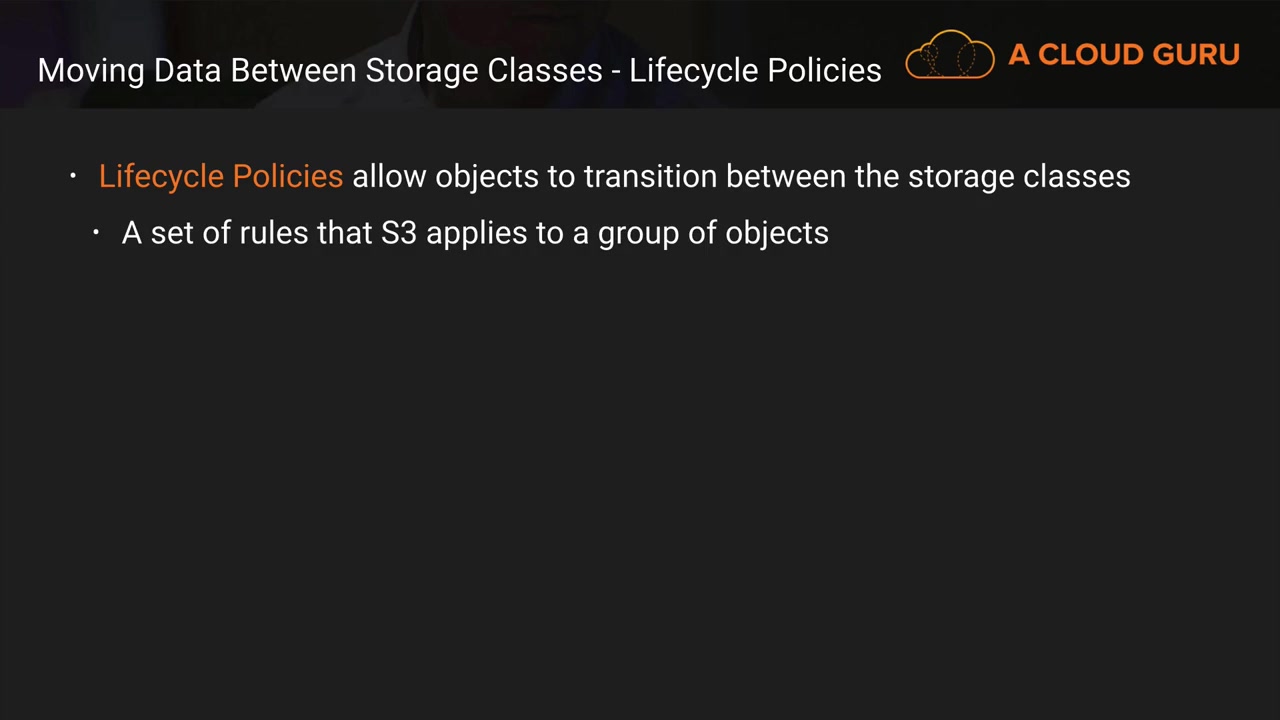 Moving Data Between Storage Classes - Lifecycle Policies
A CLOUD GURU
· Lifecycle Policies allow objects to transition between the storage classes
· A set of rules that S3 applies to a group of objects